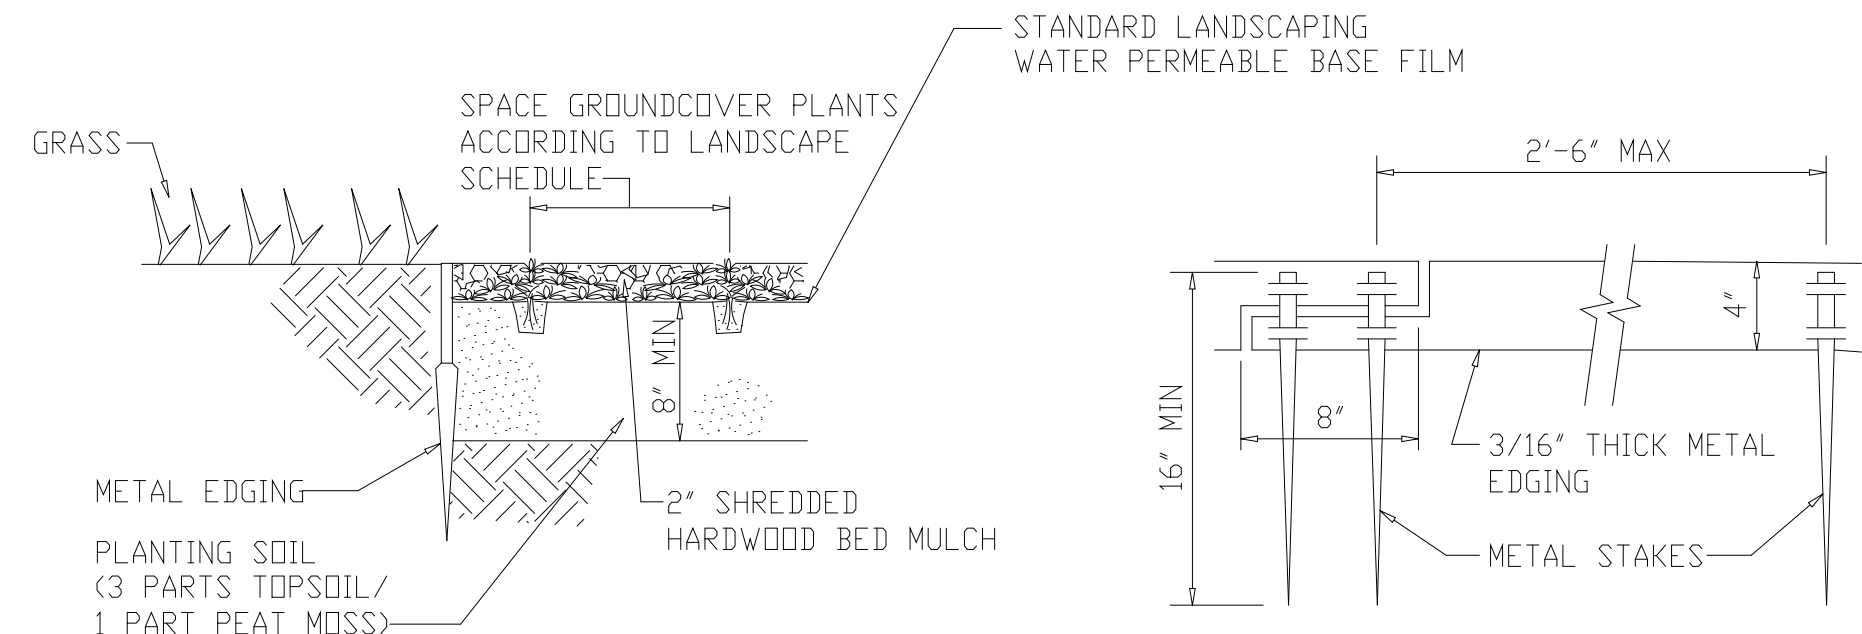 STANDARD LANDSCAPING
WATER PERMEABLE BASE FILM
SPACE GROUNDCOVER PLANTS
ACCORDING TO LANDSCAPE
SCHEDULE
GRASS
8" MIN
METAL EDGING
PLANTING SOIL
(3 PARTS TOPSOIL/
1 PART PEAT MOSS)
2" SHREDDED
HARDWOOD BED MULCH
2'-6" MAX
4"
16" MIN
8"
3/16" THICK METAL
EDGING
METAL STAKES